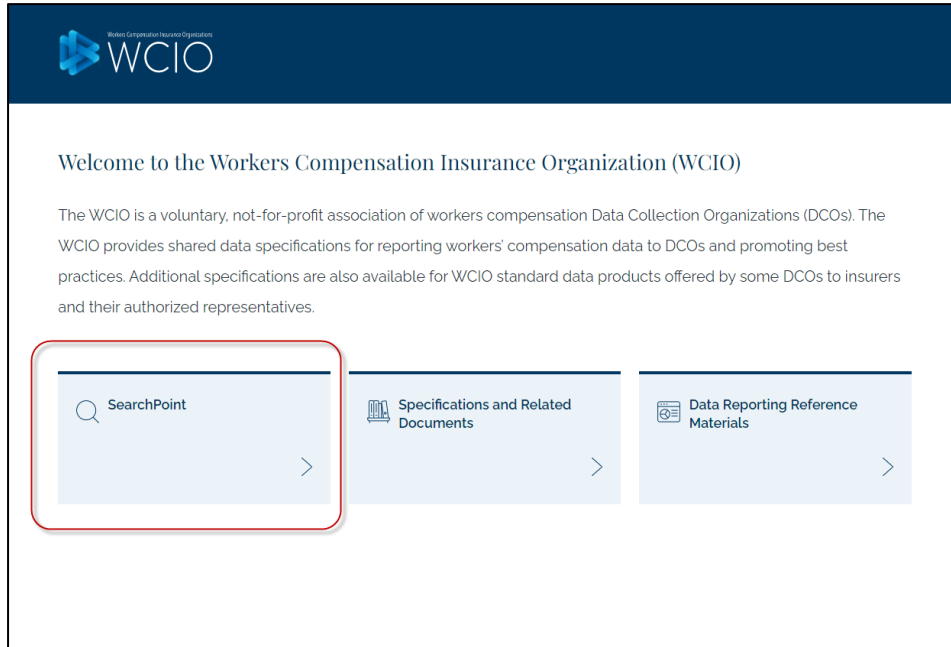 Workers Compensation Insurance Organizations
WCIO
Welcome to the Workers Compensation Insurance Organization (WCIO)
The WCIO is a voluntary, not-for-profit association of workers compensation Data Collection Organizations (DCOs). The
WCIO provides shared data specifications for reporting workers' compensation data to DCOs and promoting best
practices. Additional specifications are also available for WCIO standard data products offered by some DCOs to insurers
and their authorized representatives.
SearchPoint
Specifications and Related
Documents
Data Reporting Reference
Materials